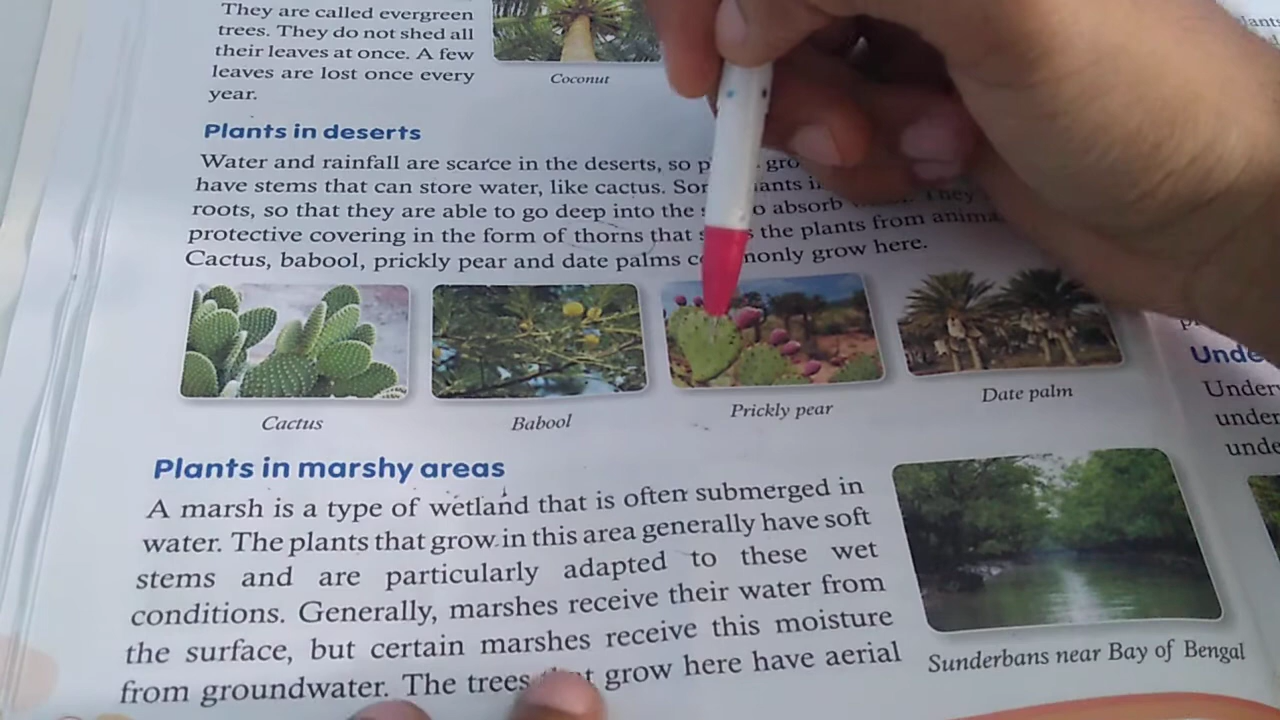 They are called evergreen
trees. They do not shed all
their leaves at once. A few
leaves are lost once every
year.
Coconut
Plants in deserts
Water and rainfall are scarce in the deserts, so
have stems that can store water, like cactus.
roots, so that they are able to go deep into the absorb They
protective covering in the form of thorns that the plants from
Cactus, babool, prickly pear and date palms grow here.
Cactus
Babool
Prickly pear
Date palm
Plants in marshy areas
A marsh is a type of wetland that is often submerged in
water. The plants that grow in this area generally have soft
stems and are particularly adapted to these wet
conditions. Generally, marshes receive their water from
the surface, but certain marshes receive this moisture
from groundwater. The trees grow here have aerial
Sunderbans near Bay of Bengal